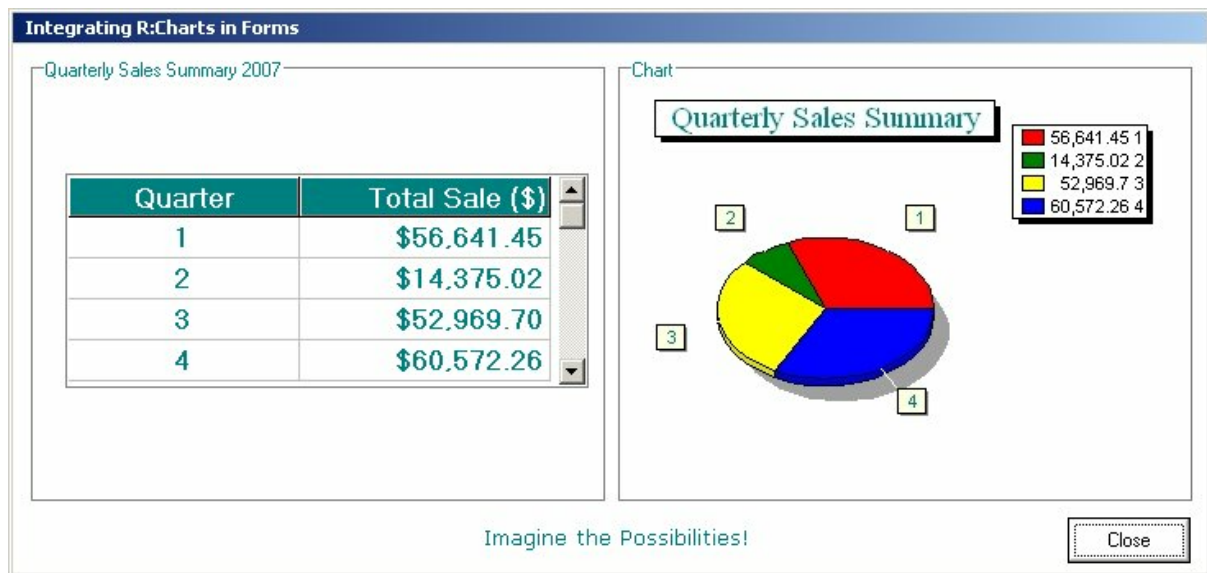 Integrating R:Charts in Forms
Quarterly Sales Summary 2007
Quarter Total Sale ($)
1 $56,641.45
2 $14,375.02
3 $52,969.70
4 $60,572.26
Chart
Quarterly Sales Summary
56,641.45 1
14,375.02 2
52,969.7 3
60,572.26 4
2
1
3
4
Imagine the Possibilities!
Close